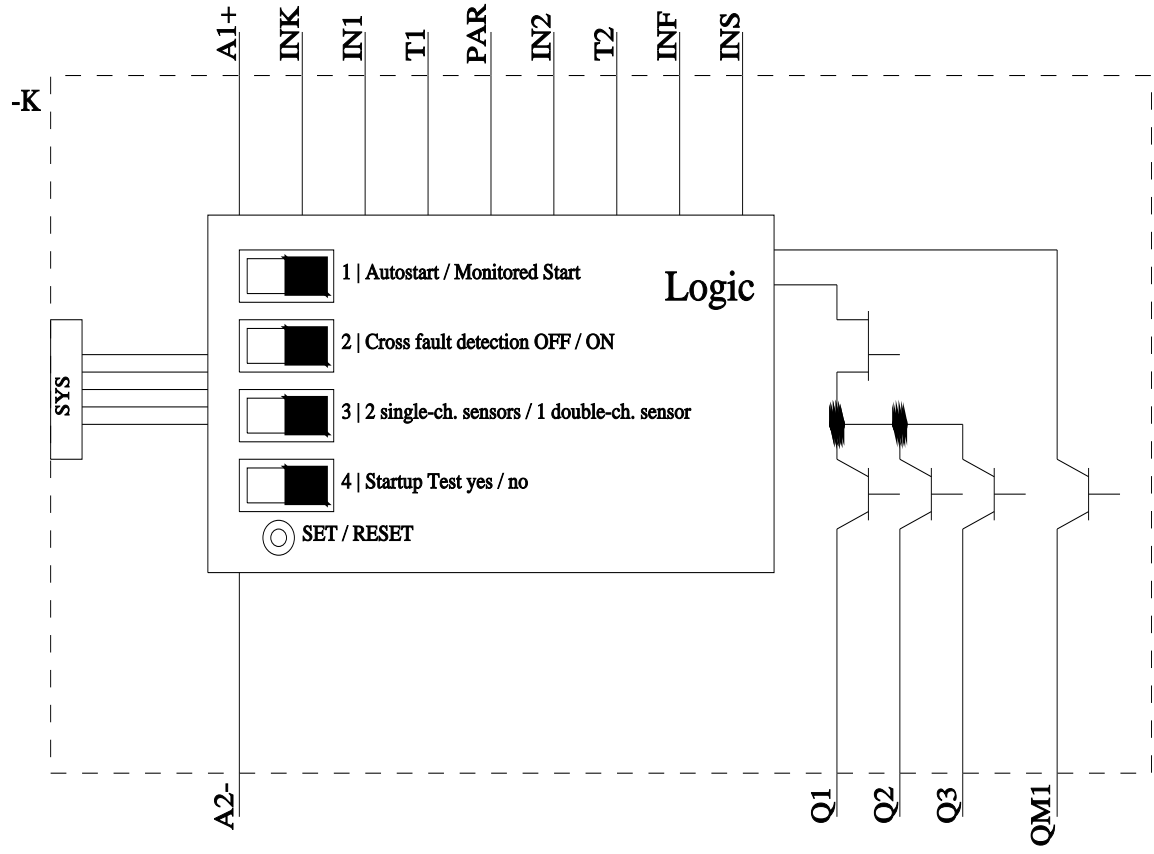 A1+
INK
IN1
T1
PAR
IN2
T2
INF
INS
-K
Logic
1 | Autostart / Monitored Start
2 | Cross fault detection OFF / ON
3 | 2 single-ch. sensors / 1 double-ch. sensor
4 | Startup Test yes / no
SET / RESET
SYS
A2-
Q1
Q2
Q3
QM1